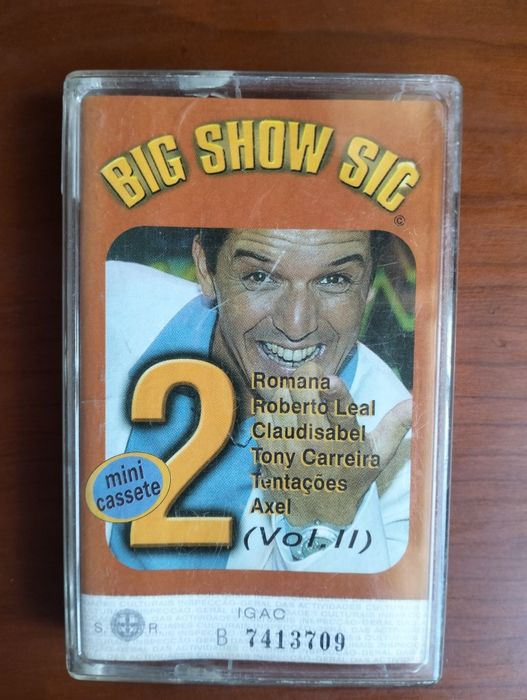 BIG SHOW SIC
©
2
Romana
Roberto Leal
Claudisabel
Tony Carreira
Tentações
Axel
(Vol. II)
mini
cassete
IGAC
S. R.
B 7413709